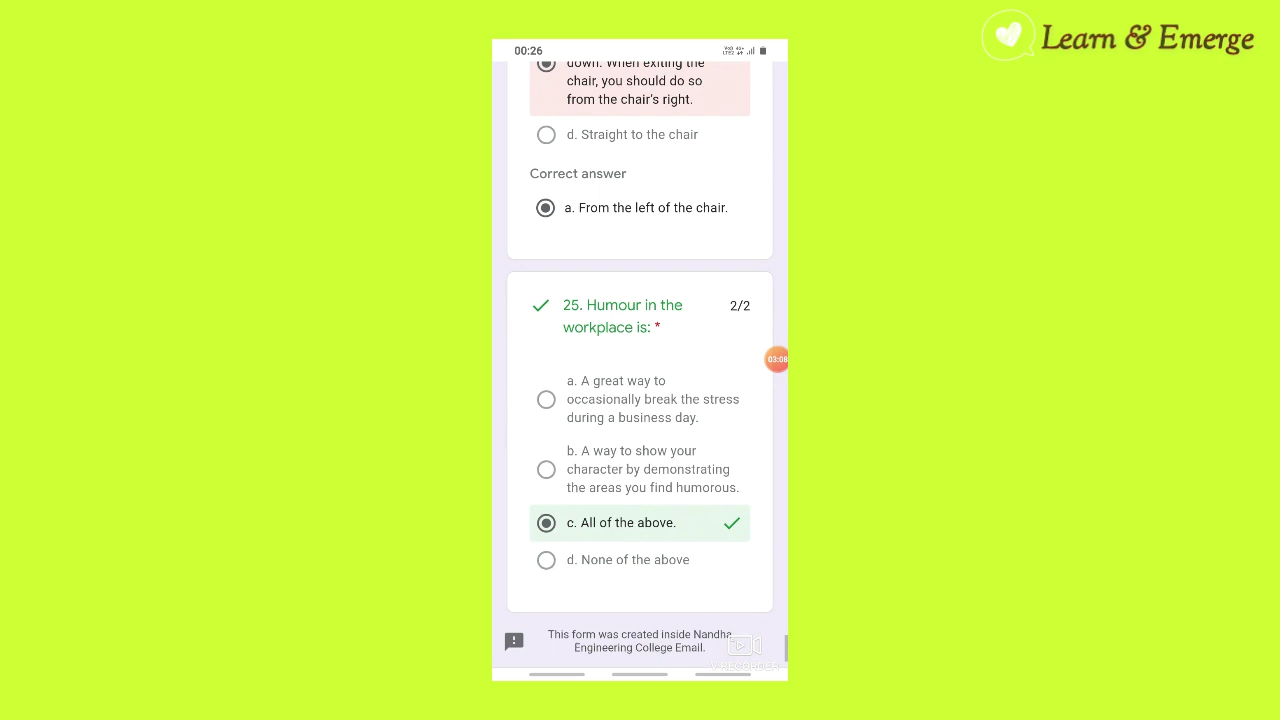 Learn & Emerge
00:26
down. When exiting the
chair, you should do so
from the chair's right.
d. Straight to the chair
Correct answer
a. From the left of the chair.
25. Humour in the
workplace is: *
2/2
03:08
a. A great way to
occasionally break the stress
during a business day.
b. A way to show your
character by demonstrating
the areas you find humorous.
c. All of the above.
d. None of the above
This form was created inside Nandha
Engineering College Email.
V RECORDER